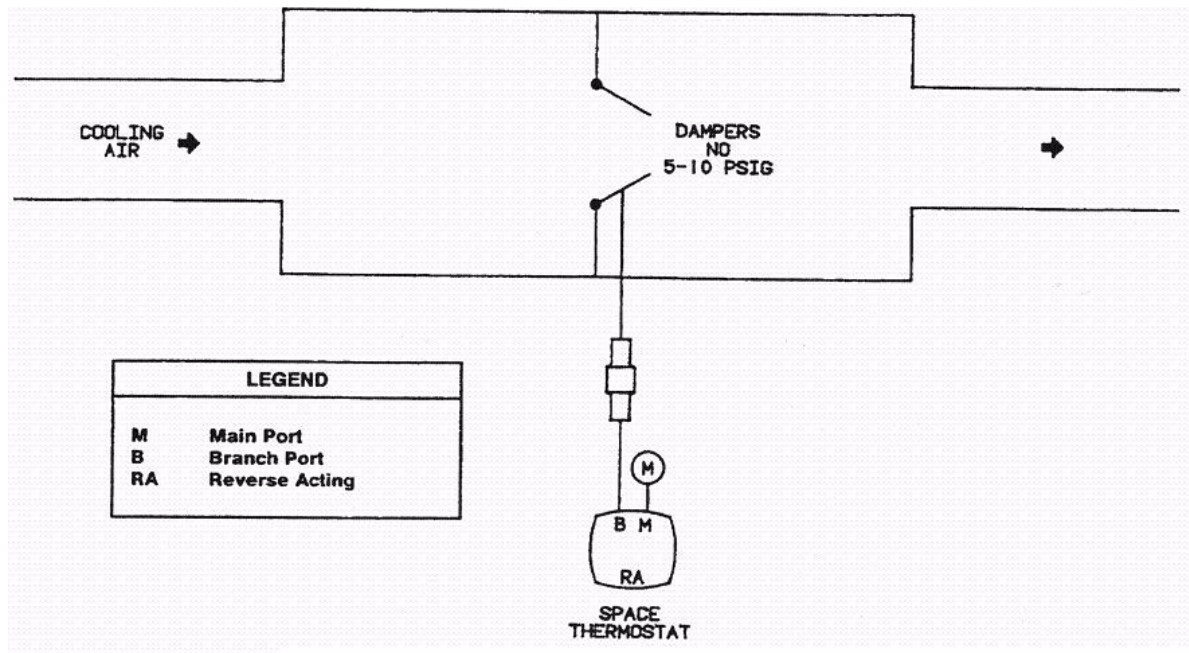 COOLING
AIR
DAMPERS
NO
5-10 PSIG
LEGEND
M Main Port
B Branch Port
RA Reverse Acting
M
B M
RA
SPACE
THERMOSTAT